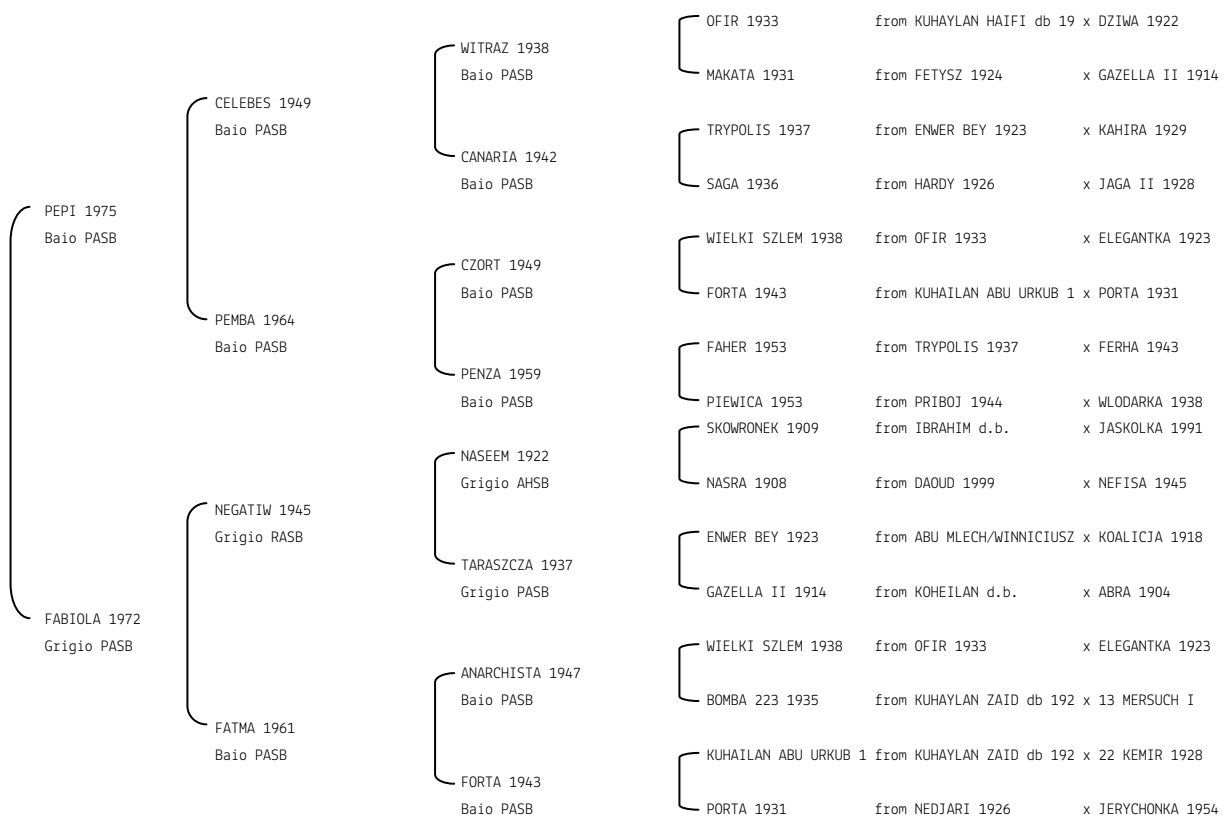 OFIR 1933 from KUHAYLAN HAIFI db 19 x DZIWA 1922
WITRAZ 1938
Baio PASB
MAKATA 1931 from FETYSZ 1924 x GAZELLA II 1914
CELEBES 1949
Baio PASB
TRYPOLIS 1937 from ENWER BEY 1923 x KAHIRA 1929
CANARIA 1942
Baio PASB
SAGA 1936 from HARDY 1926 x JAGA II 1928
PEPI 1975
Baio PASB
WIELKI SZLEM 1938 from OFIR 1933 x ELEGANTKA 1923
CZORT 1949
Baio PASB
FORTA 1943 from KUHAILAN ABU URKUB 1 x PORTA 1931
PEMBA 1964
Baio PASB
FAHER 1953 from TRYPOLIS 1937 x FERHA 1943
PENZA 1959
Baio PASB
PIEWICA 1953 from PRIBOJ 1944 x WLODARKA 1938
SKOWRONEK 1909 from IBRAHIM d.b. x JASKOLKA 1991
NASEEM 1922
Grigio AHSB
NASRA 1908 from DAOUD 1999 x NEFISA 1945
NEGATIW 1945
Grigio RASB
ENWER BEY 1923 from ABU MLECH/WINNICIUSZ x KOALICJA 1918
TARASZCZA 1937
Grigio PASB
GAZELLA II 1914 from KOHEILAN d.b. x ABRA 1904
FABIOLA 1972
Grigio PASB
WIELKI SZLEM 1938 from OFIR 1933 x ELEGANTKA 1923
ANARCHISTA 1947
Baio PASB
BOMBA 223 1935 from KUHAYLAN ZAID db 192 x 13 MERSUCH I
FATMA 1961
Baio PASB
KUHAILAN ABU URKUB 1 from KUHAYLAN ZAID db 192 x 22 KEMIR 1928
FORTA 1943
Baio PASB
PORTA 1931 from NEDJARI 1926 x JERYCHONKA 1954